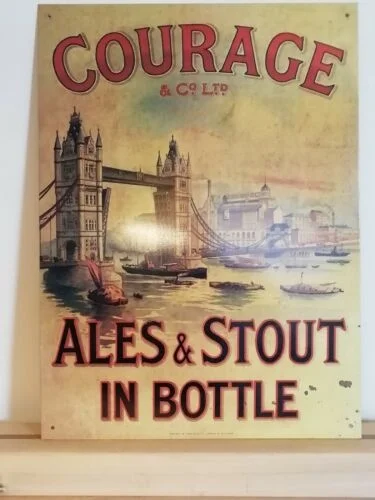 COURAGE
& CO. LTD
ALES & STOUT
IN BOTTLE